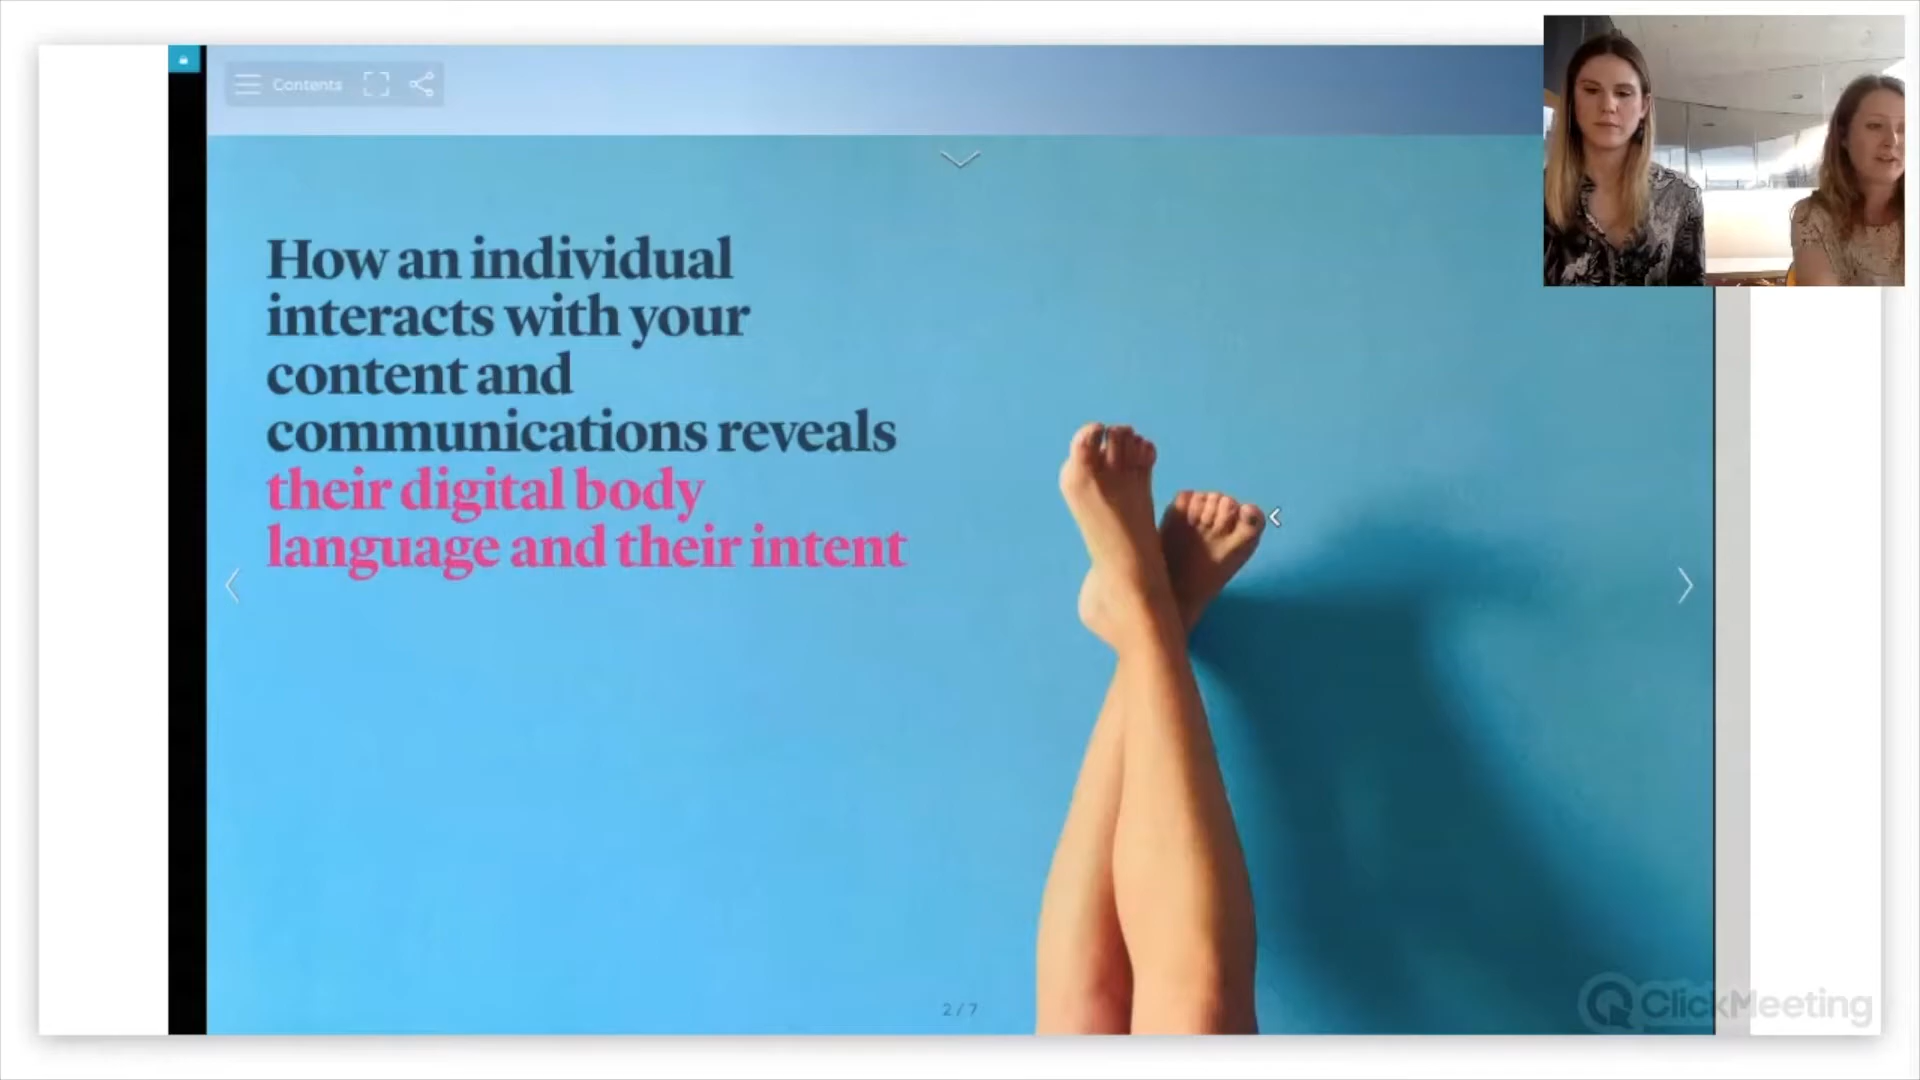 Contents
How an individual
interacts with your
content and
communications reveals
their digital body
language and their intent
2 / 7
ClickMeeting